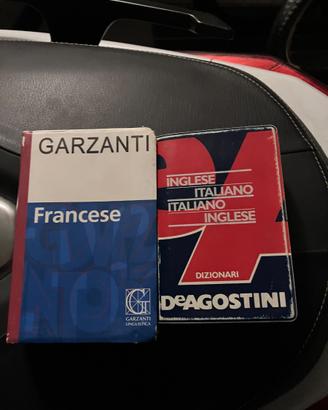 GARZANTI
Francese
G
GARZANTI
LINGUISTICA
INGLESE
ITALIANO
ITALIANO
INGLESE
DIZIONARI
DEAGOSTINI